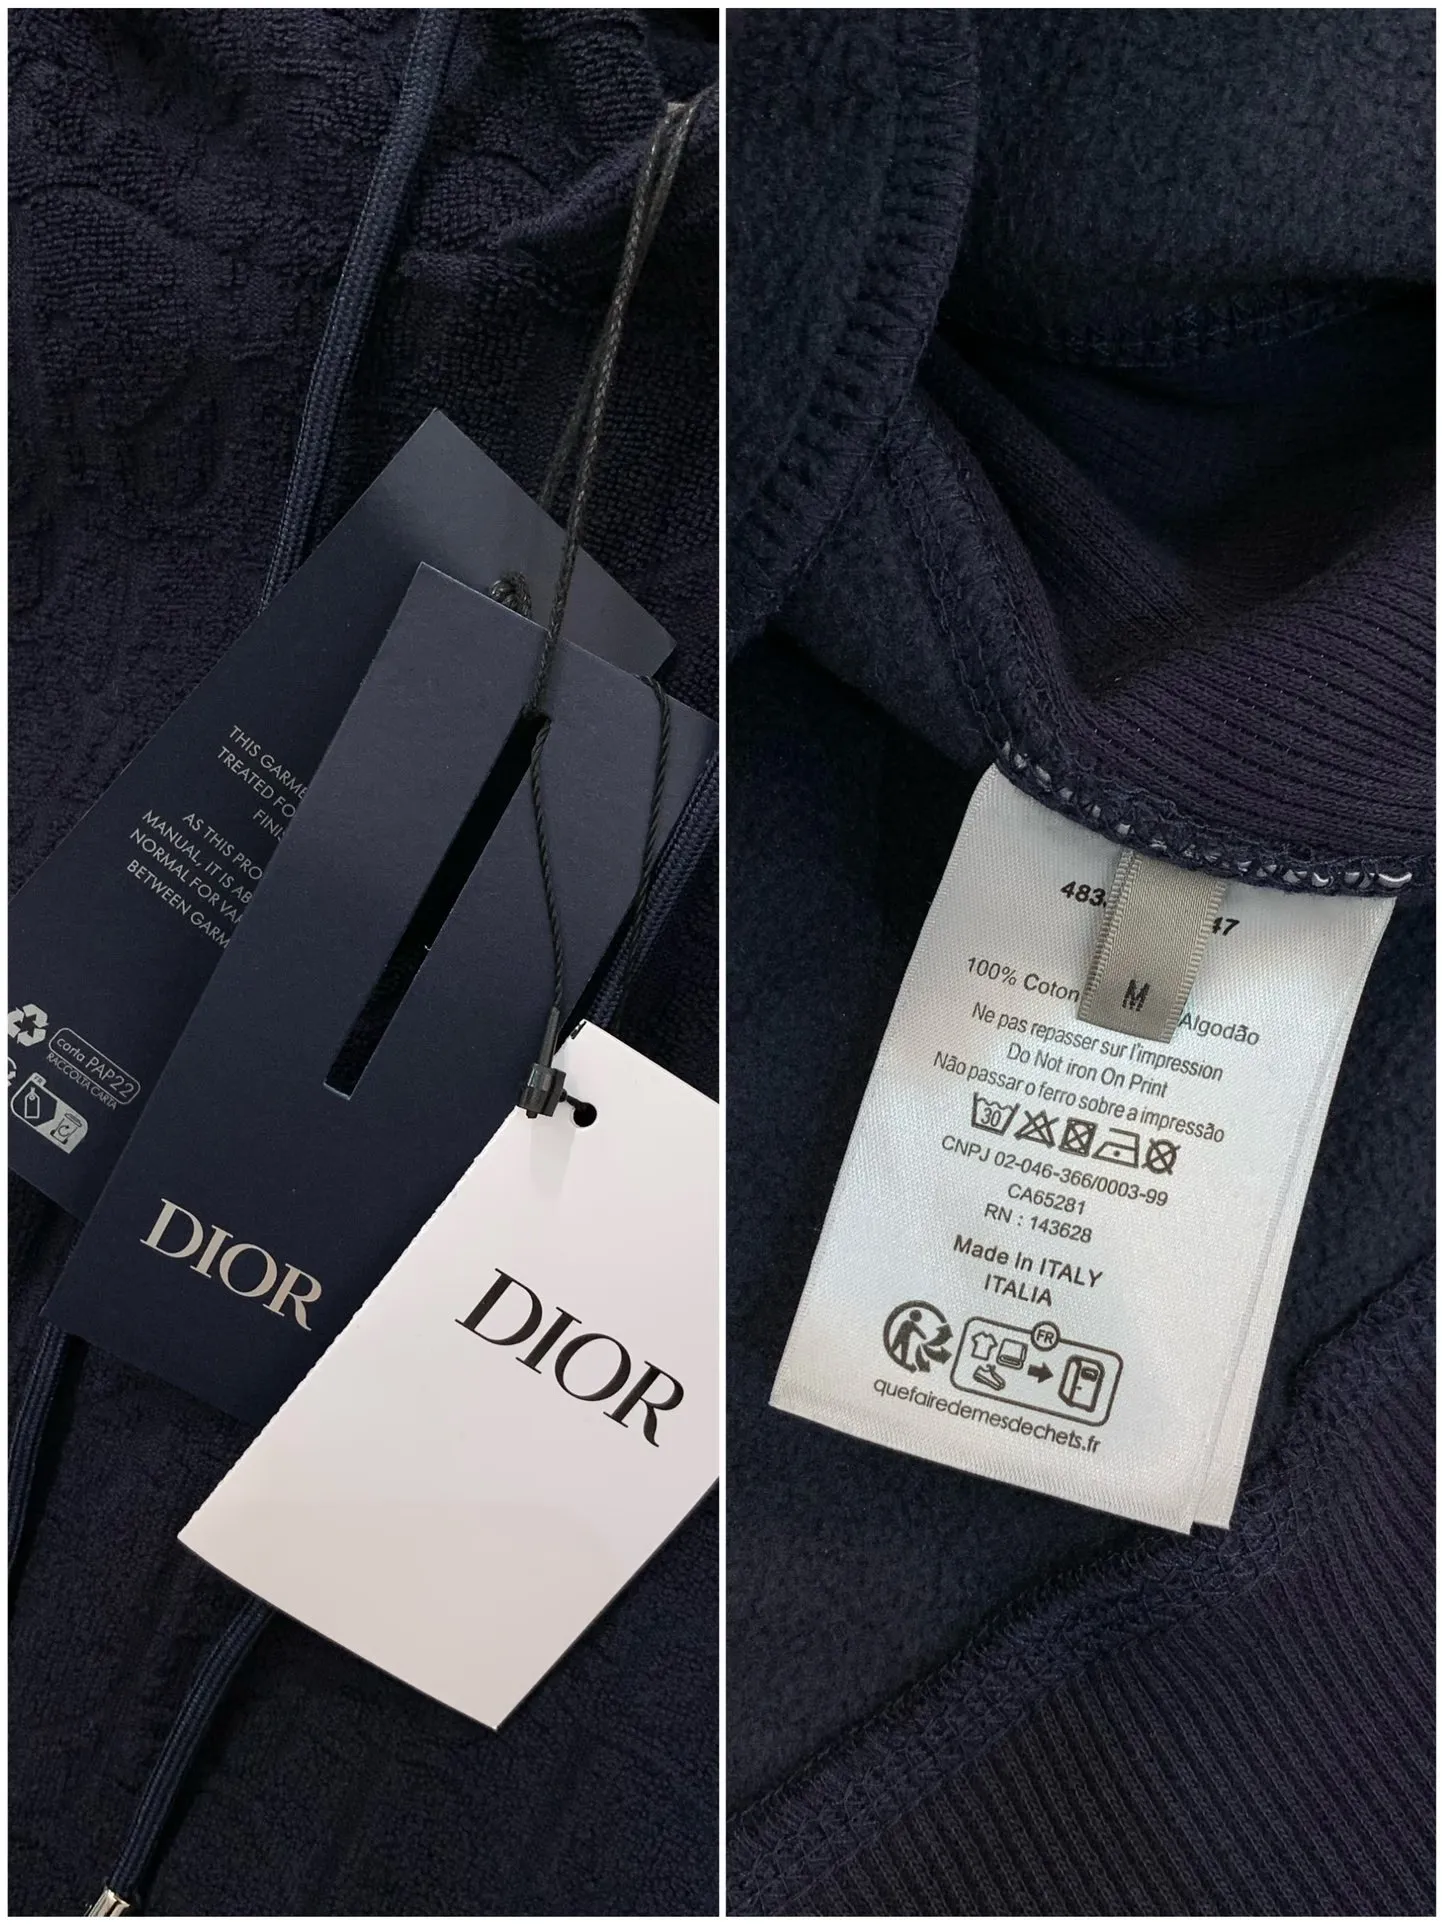 THIS GARME
TREATED FO
FINIS
AS THIS PRO
MANUAL, IT IS AB
NORMAL FOR VAR
BETWEEN GARM
carta PAP22
RACCOLTA CARTA
DIOR
DIOR
483
47
M
100% Coton
Algodão
Ne pas repasser sur l'impression
Do Not iron On Print
Não passar o ferro sobre a impressão
30
CNPJ 02-046-366/0003-99
CA65281
RN : 143628
Made In ITALY
ITALIA
FR
quefairedemesdechets.fr